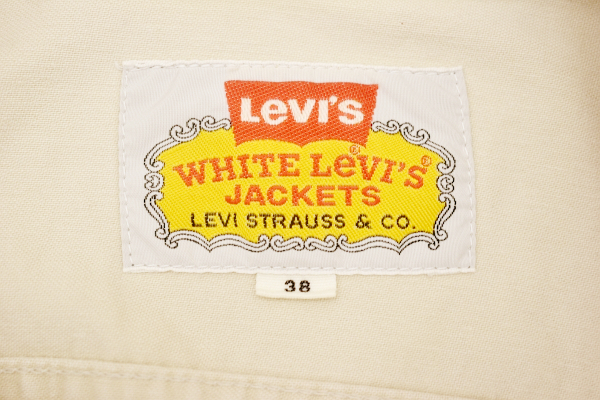 LeVI'S
®
WHITE LeVI'S®
JACKETS
LEVI STRAUSS & CO.
38